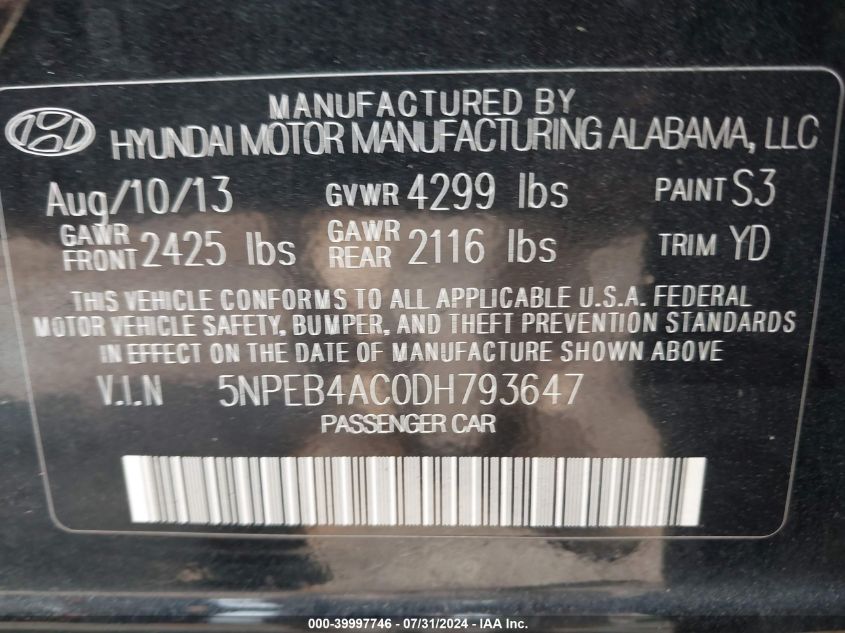 MANUFACTURED BY
HYUNDAI MOTOR MANUFACTURING ALABAMA, LLC
Aug/10/13 GVWR 4299 lbs PAINT S3
GAWR FRONT 2425 lbs GAWR REAR 2116 lbs TRIM YD
THIS VEHICLE CONFORMS TO ALL APPLICABLE U.S.A. FEDERAL
MOTOR VEHICLE SAFETY, BUMPER, AND THEFT PREVENTION STANDARDS
IN EFFECT ON THE DATE OF MANUFACTURE SHOWN ABOVE
V.I.N 5NPEB4AC0DH793647
PASSENGER CAR
000-39997746 - 07/31/2024 - IAA Inc.